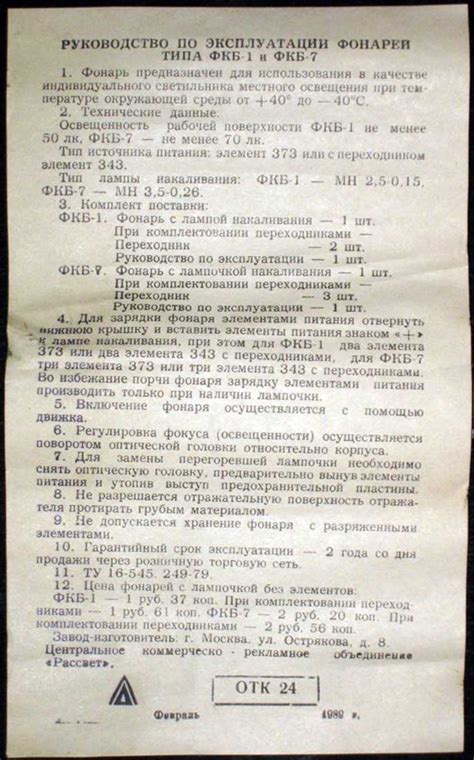 РУКОВОДСТВО ПО ЭКСПЛУАТАЦИИ ФОНАРЕЙ
ТИПА ФКБ-1 и ФКБ-7
1. Фонарь предназначен для использования в качестве
индивидуального светильника местного освещения при тем-
пературе окружающей среды от +40° до —40°С.
2. Технические данные:
Освещенность рабочей поверхности ФКБ-1 не менее
50 лк, ФКБ-7 — не менее 70 лк.
Тип источника питания: элемент 373 или с переходником
элемент 343.
Тип лампы накаливания: ФКБ-1 — МН 2,5-0,15,
ФКБ-7 — МН 3,5-0,26.
3. Комплект поставки:
ФКБ-1. Фонарь с лампой накаливания — 1 шт.
При комплектовании переходниками —
Переходник — 2 шт.
Руководство по эксплуатации — 1 шт.
ФКБ-7. Фонарь с лампочкой накаливания — 1 шт.
При комплектовании переходниками —
Переходник — 3 шт.
Руководство по эксплуатации — 1 шт.
4. Для зарядки фонаря элементами питания отвернуть
нижнюю крышку и вставить элементы питания знаком «+»
к лампе накаливания, при этом для ФКБ-1 два элемента
373 или два элемента 343 с переходниками, для ФКБ-7
три элемента 373 или три элемента 343 с переходниками.
Во избежание порчи фонаря зарядку элементами питания
производить только при наличии лампочки.
5. Включение фонаря осуществляется с помощью
движка.
6. Регулировка фокуса (освещенности) осуществляется
поворотом оптической головки относительно корпуса.
7. Для замены перегоревшей лампочки необходимо
снять оптическую головку, предварительно вынув элементы
питания и утопив выступ предохранительной пластины.
8. Не разрешается отражательную поверхность отража-
теля протирать грубым материалом.
9. Не допускается хранение фонаря с разряженными
элементами.
10. Гарантийный срок эксплуатации — 2 года со дня
продажи через розничную торговую сеть.
11. ТУ 16-545. 249-79.
12. Цена фонарей с лампочкой без элементов:
ФКБ-1 — 1 руб. 37 коп. При комплектовании переход-
никами — 1 руб. 61 коп. ФКБ-7 — 2 руб. 20 коп. При
комплектовании переходниками — 2 руб. 56 коп.
Завод-изготовитель: г. Москва, ул. Острякова, д. 8.
Центральное коммерческо - рекламное объединение
«Рассвет».
ОТК 24
Февраль 1989 г.